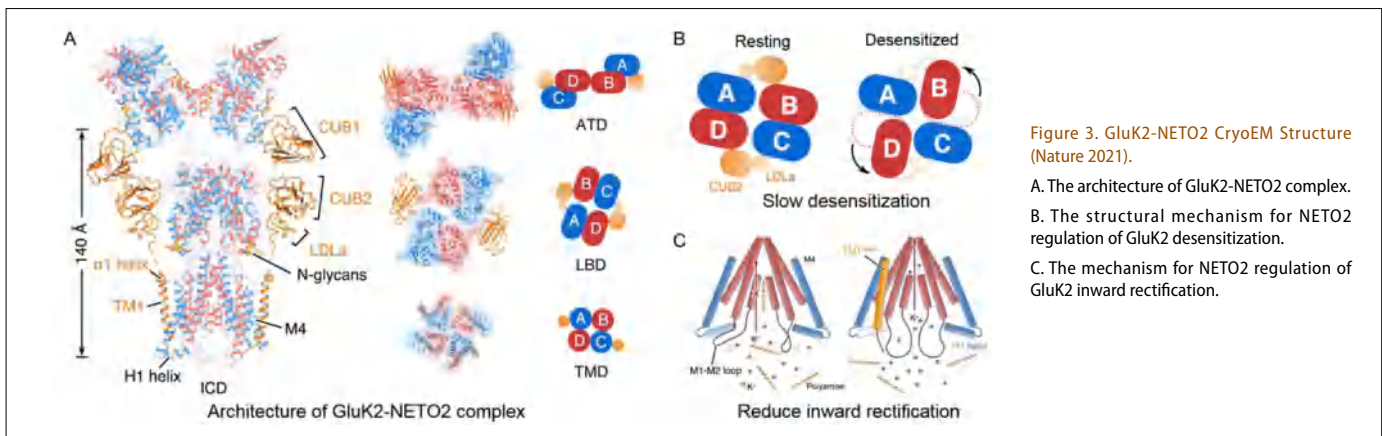 A
CUB1
CUB2
LDLa
N-glycans
140 Å
α1 helix
TM1
M4
H1 helix
ICD
A
D
B
C
ATD
B
C
A
D
LBD
A
B
D
C
TMD
Architecture of GluK2-NETO2 complex
B
Resting
Desensitized
A
B
D
C
CUB2
LDLa
A
B
D
C
Slow desensitization
C
TM1
M4
M1-M2 loop
K⁺
Polyamine
H1 helix
Reduce inward rectification
Figure 3. GluK2-NETO2 CryoEM Structure
(Nature 2021).
A. The architecture of GluK2-NETO2 complex.
B. The structural mechanism for NETO2
regulation of GluK2 desensitization.
C. The mechanism for NETO2 regulation of
GluK2 inward rectification.